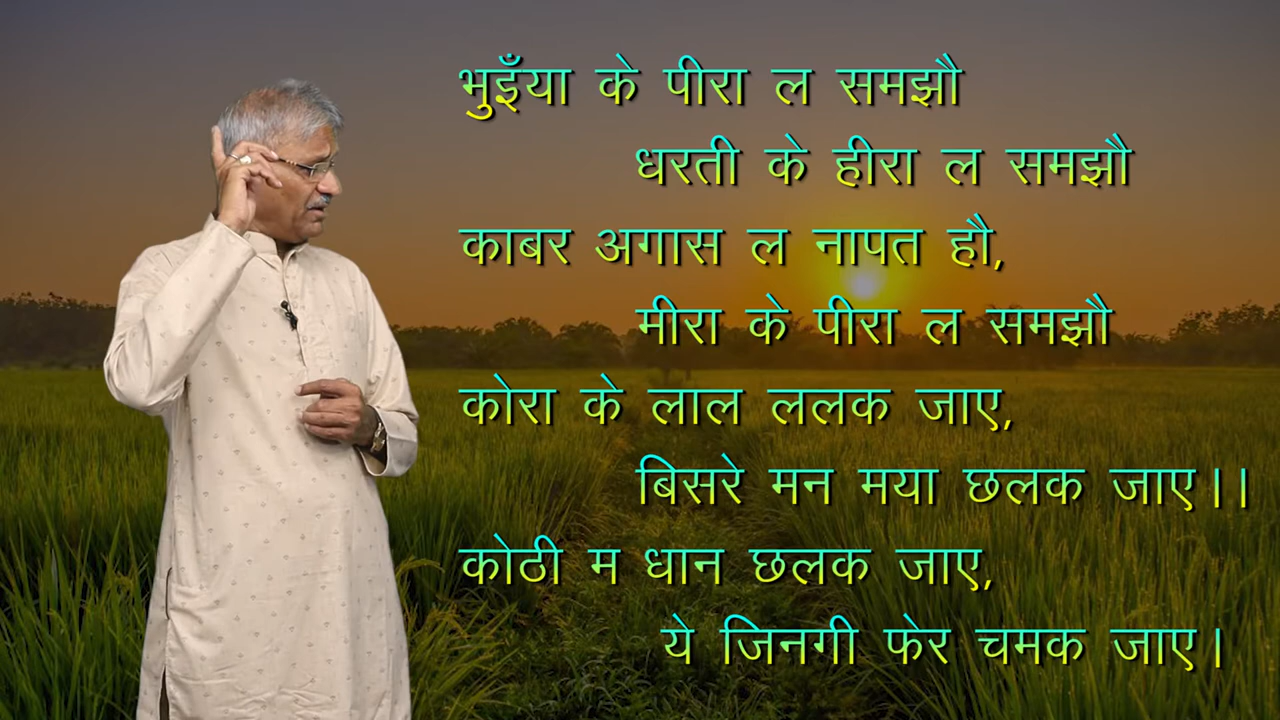 भुइँया के पीरा ल समझौ
धरती के हीरा ल समझौ
काबर अगास ल नापत हौ,
मीरा के पीरा ल समझौ
कोरा के लाल ललक जाए,
बिसरे मन मया छलक जाए।।
कोठी म धान छलक जाए,
ये जिनगी फेर चमक जाए।